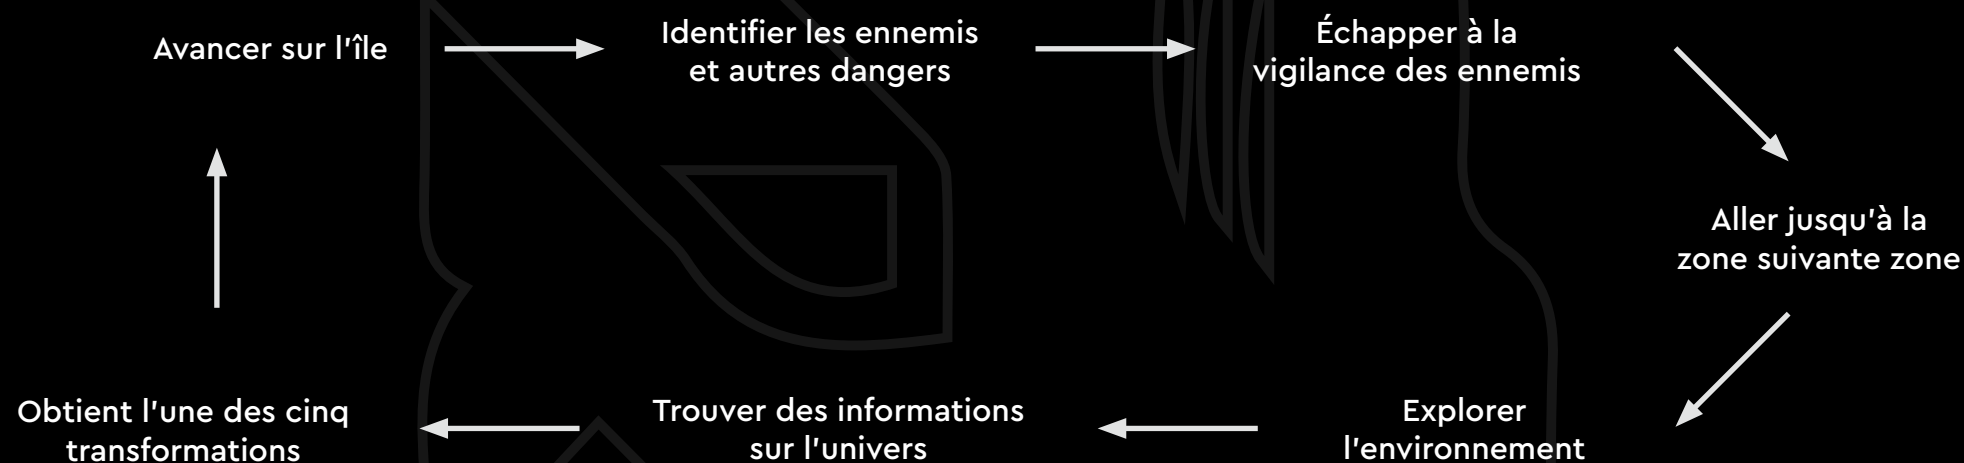 Avancer sur l'île
Identifier les ennemis
et autres dangers
Échapper à la
vigilance des ennemis
Aller jusqu'à la
zone suivante zone
Explorer
l'environnement
Trouver des informations
sur l'univers
Obtient l'une des cinq
transformations